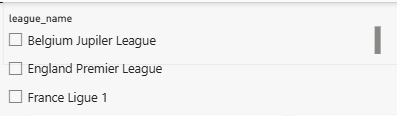 league_name
Belgium Jupiler League
England Premier League
France Ligue 1